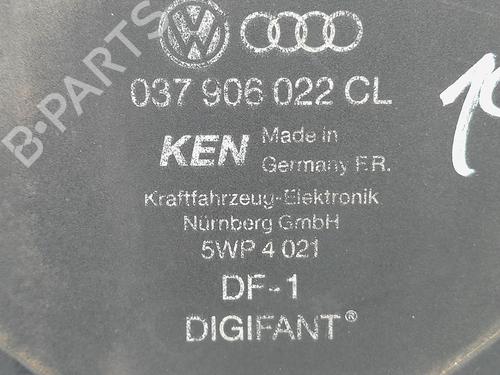 037 906 022 CL
KEN Made in
Germany F.R.
Kraftfahrzeug-Elektronik
Nürnberg GmbH
5WP 4 021
DF-1
DIGIFANT®
B-PARTS